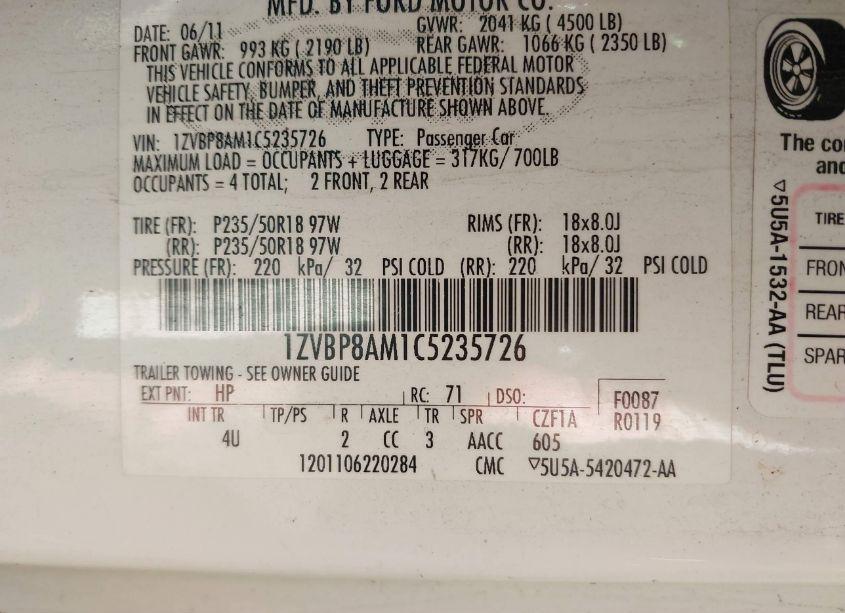 MFD. BY FORD MOTOR CO.
DATE: 06/11 GVWR: 2041 KG ( 4500 LB)
FRONT GAWR: 993 KG ( 2190 LB) REAR GAWR: 1066 KG ( 2350 LB)
THIS VEHICLE CONFORMS TO ALL APPLICABLE FEDERAL MOTOR
VEHICLE SAFETY, BUMPER, AND THEFT PREVENTION STANDARDS
IN EFFECT ON THE DATE OF MANUFACTURE SHOWN ABOVE.
VIN: 1ZVBP8AM1C5235726 TYPE: Passenger Car
MAXIMUM LOAD = OCCUPANTS + LUGGAGE = 317KG/ 700LB
OCCUPANTS = 4 TOTAL; 2 FRONT, 2 REAR
TIRE (FR): P235/50R18 97W RIMS (FR): 18x8.0J
(RR): P235/50R18 97W (RR): 18x8.0J
PRESSURE (FR): 220 kPa/ 32 PSI COLD (RR): 220 kPa/ 32 PSI COLD
1ZVBP8AM1C5235726
TRAILER TOWING - SEE OWNER GUIDE
EXT PNT: HP RC: 71 DSO: F0087
INT TR TP/PS R AXLE TR SPR CZF1A R0119
4U 2 CC 3 AACC 605
1201106220284 CMC ▽5U5A-5420472-AA
The co
and
▽5U5A-1532-AA (TLU)
TIRE
FRON
REAR
SPAR